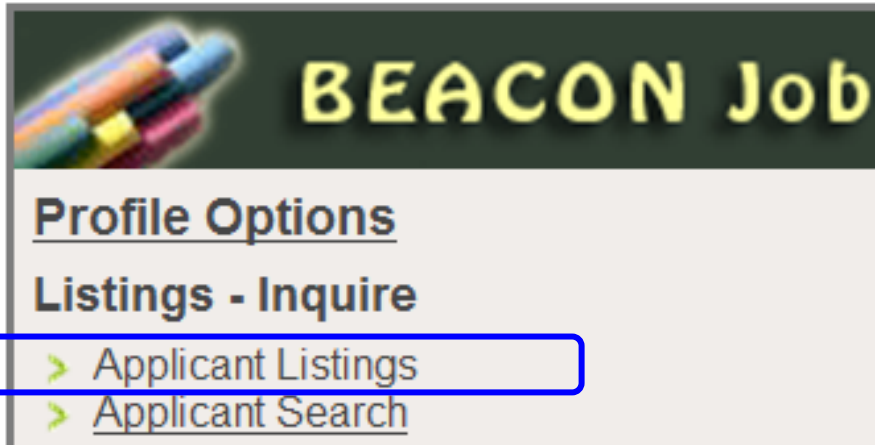 BEACON Job
Profile Options
Listings - Inquire
> Applicant Listings
> Applicant Search